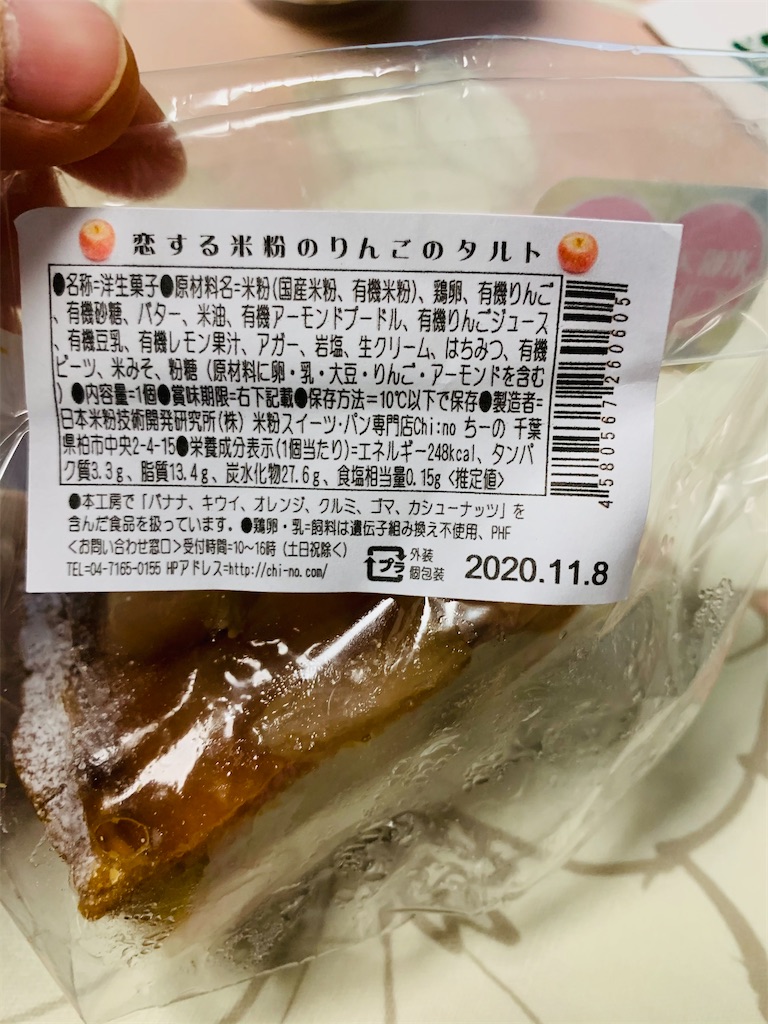 恋する米粉のりんごのタルト
●名称=洋生菓子●原材料名=米粉(国産米粉、有機米粉)、鶏卵、有機りんご
、有機砂糖、バター、米油、有機アーモンドプードル、有機りんごジュース
、有機豆乳、有機レモン果汁、アガー、岩塩、生クリーム、はちみつ、有機
ビーツ、米みそ、粉糖(原材料に卵・乳・大豆・りんご・アーモンドを含む
)●内容量=1個●賞味期限=右下記載●保存方法=10℃以下で保存●製造者=
日本米粉技術開発研究所(株) 米粉スイーツ・パン専門店Chi:no ちーの 千葉
県柏市中央2-4-15●栄養成分表示(1個当たり)=エネルギー248kcal、タンパ
ク質3.3g、脂質13.4g、炭水化物27.6g、食塩相当量0.15g<推定値>
4580567260605
●本工房で「バナナ、キウイ、オレンジ、クルミ、ゴマ、カシューナッツ」を
含んだ食品を扱っています。●鶏卵・乳=飼料は遺伝子組み換え不使用、PHF
<お問い合わせ窓口>受付時間=10~16時(土日祝除く)
TEL=04-7165-0155 HPアドレス=http://chi-no.com/
プラ
外装
個包装
2020.11.8